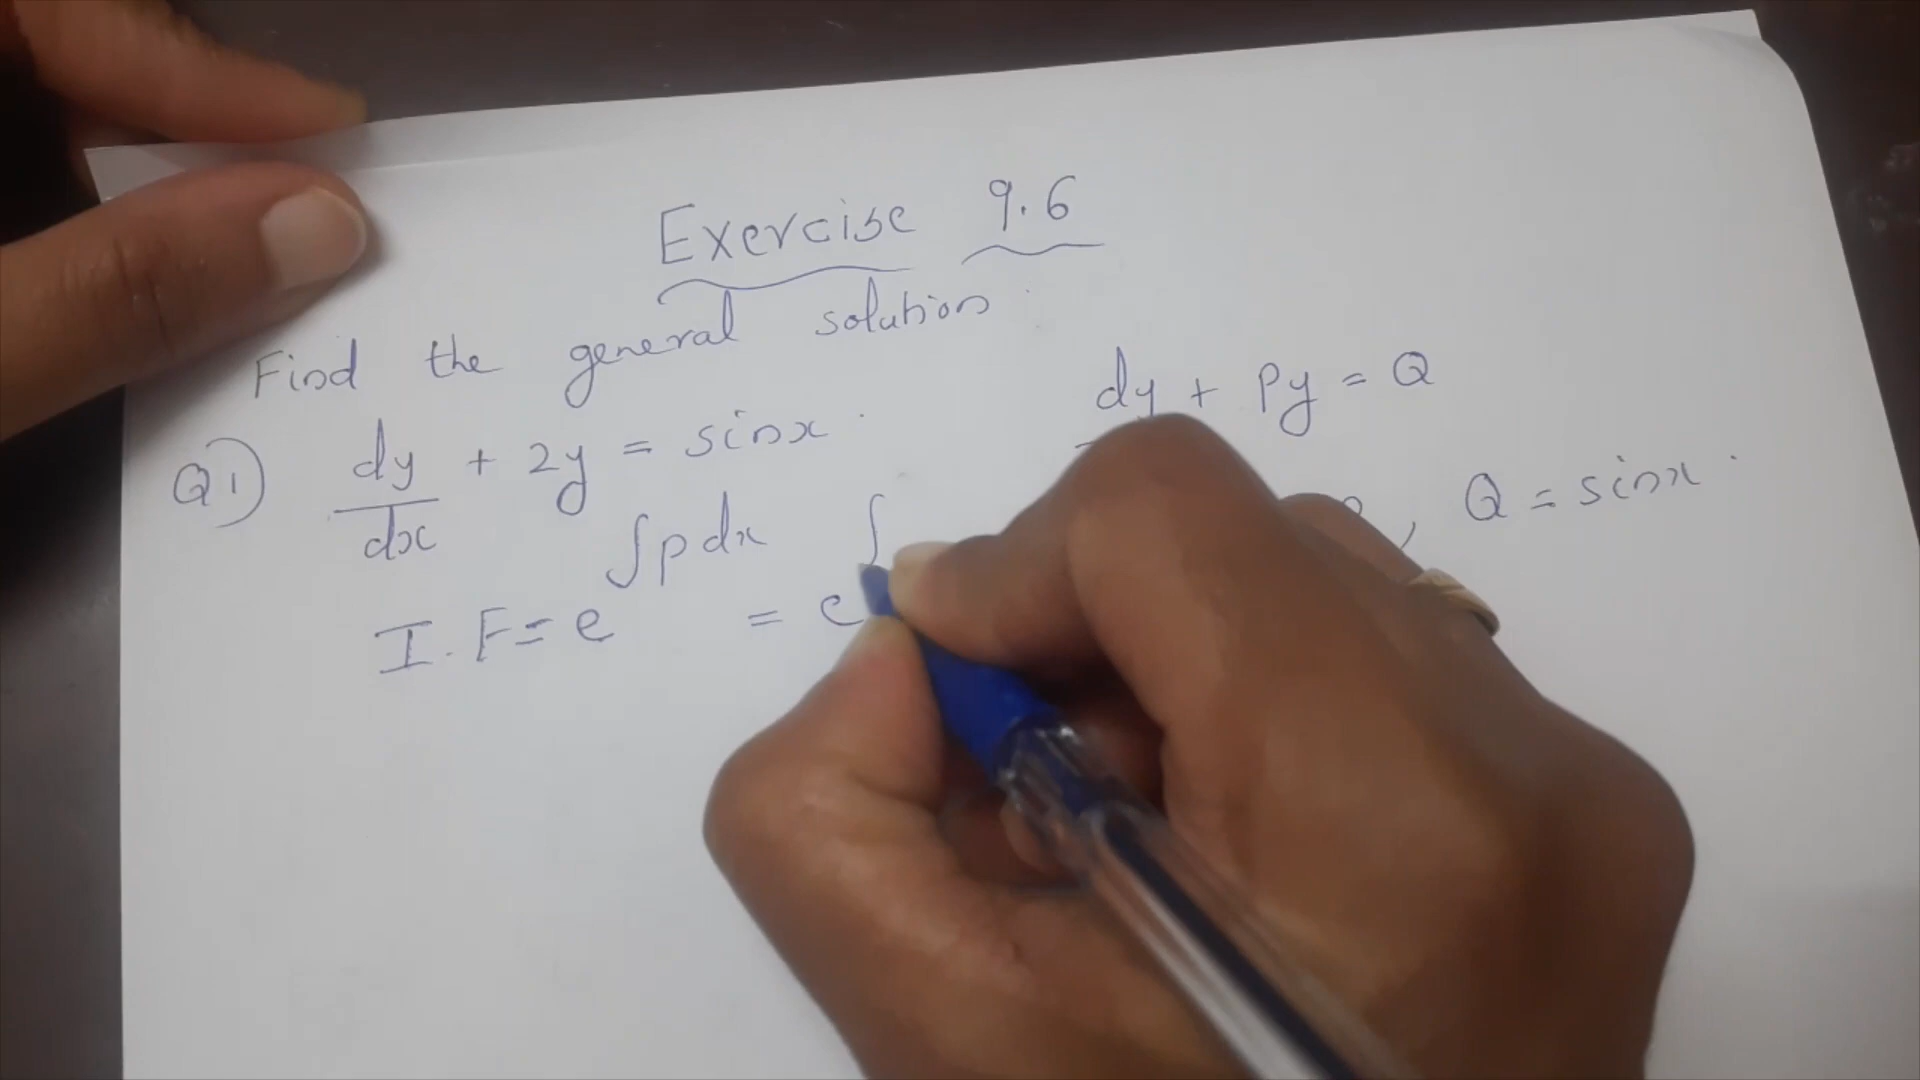 Exercise 9.6
Find the general solution.
Q1) dy/dx + 2y = sinx.
dy + Py = Q
, Q = sinx.
I.F = e^∫pdx = e^∫